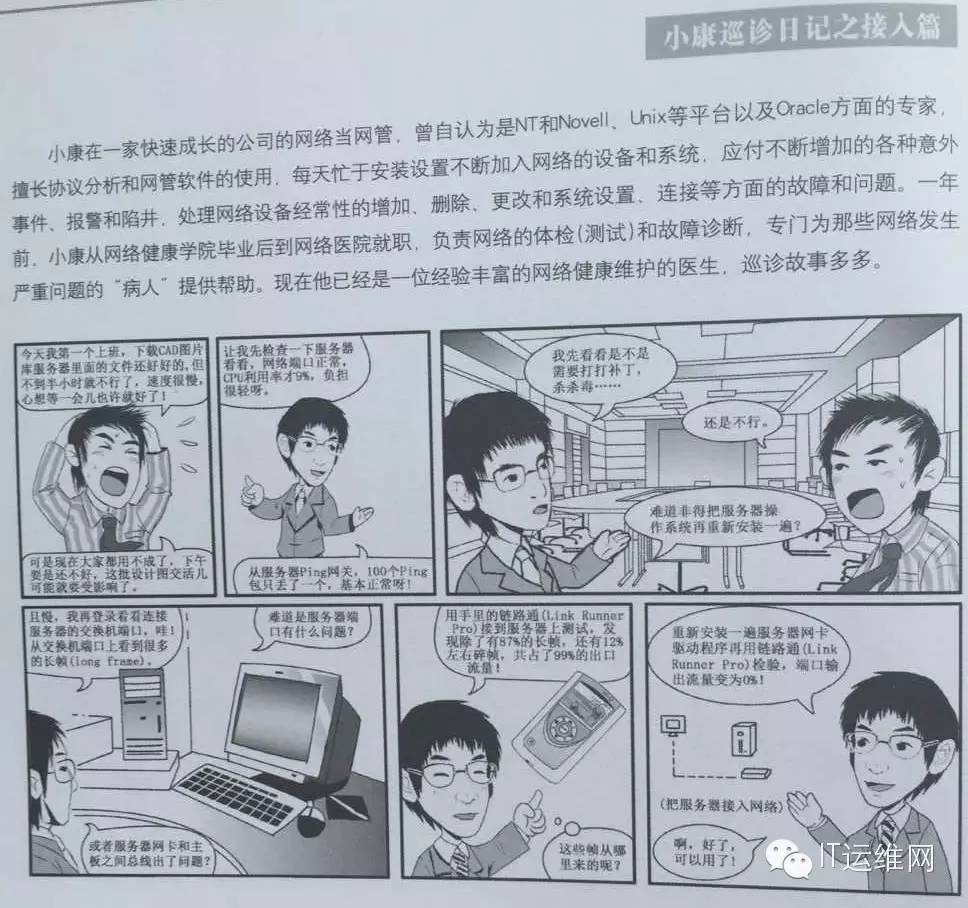 小康巡诊日记之接入篇
小康在一家快速成长的公司的网络当网管，曾自认为是NT和Novell、Unix等平台以及Oracle方面的专家，
擅长协议分析和网管软件的使用，每天忙于安装设置不断加入网络的设备和系统，应付不断增加的各种意外
事件、报警和陷井，处理网络设备经常性的增加、删除、更改和系统设置、连接等方面的故障和问题。一年
前，小康从网络健康学院毕业后到网络医院就职，负责网络的体检(测试)和故障诊断，专门为那些网络发生
严重问题的“病人”提供帮助。现在他已经是一位经验丰富的网络健康维护的医生，巡诊故事多多。
今天我第一个上班，下载CAD图片
库服务器里面的文件还好好的，但
不到半小时就不行了，速度很慢，
心想等一会儿也许就好了！
可是现在大家都用不成了，下午
要是还不好，这批设计图交活儿
可能就要受影响了。
让我先检查一下服务器
看看，网络端口正常，
CPU利用率才9%，负担
很轻呀。
从服务器Ping网关，100个Ping
包只丢了一个，基本正常呀！
我先看看是不是
需要打打补丁，
杀杀毒……
还是不行。
难道非得把服务器操
作系统再重新安装一遍？
且慢，我再登录看看连接
服务器的交换机端口，哇！
从交换机端口上看到很多
的长帧(long frame)。
难道是服务器端
口有什么问题？
或者服务器网卡和主
板之间总线出了问题？
用手里的链路通(Link Runner
Pro)接到服务器上测试，发
现除了有87%的长帧，还有12%
左右碎帧，共占了99%的出口
流量！
这些帧从哪
里来的呢？
重新安装一遍服务器网卡
驱动程序再用链路通(Link
Runner Pro)检验，端口输
出流量变为0%！
(把服务器接入网络)
啊，好了，
可以用了！
IT运维网